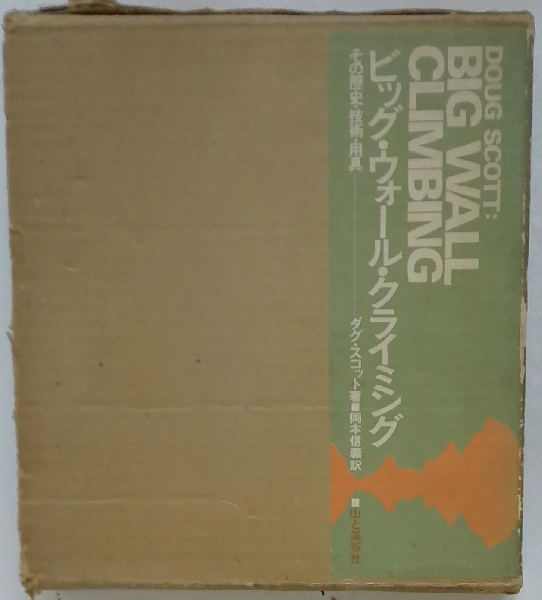 DOUG SCOTT:
BIG WALL
CLIMBING
ビッグ・ウォール・クライミング
その歴史・技術・用具
ダグ・スコット著■岡本信義訳
■山と溪谷社